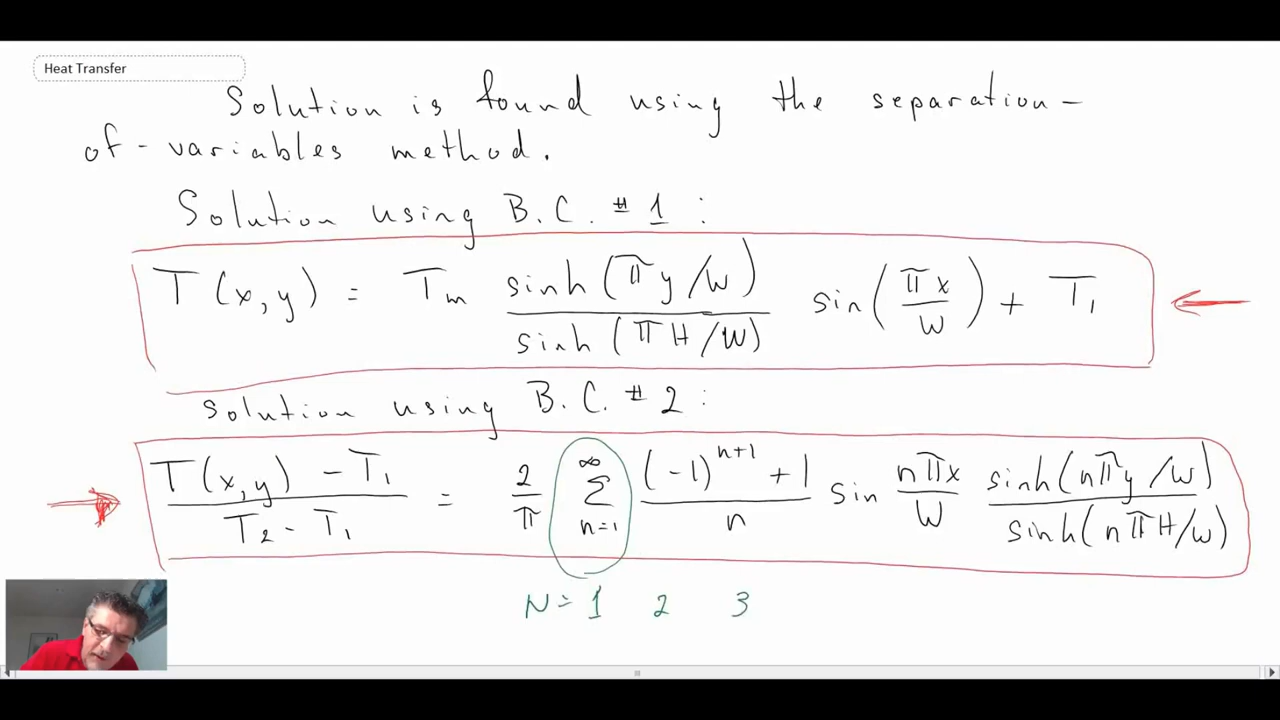 Heat Transfer
Solution is found using the separation-
of-variables method.
Solution using B.C. #1:
T(x,y) = Tm sinh(πy/W) / sinh(πH/W) sin(πx/W) + T₁
solution using B.C. #2:
(T(x,y) - T₁) / (T₂ - T₁) = 2/π ∑ n=1 ∞ ((-1)ⁿ⁺¹ + 1) / n sin nπx/W sinh(nπy/W) / sinh(nπH/W)
N = 1 2 3